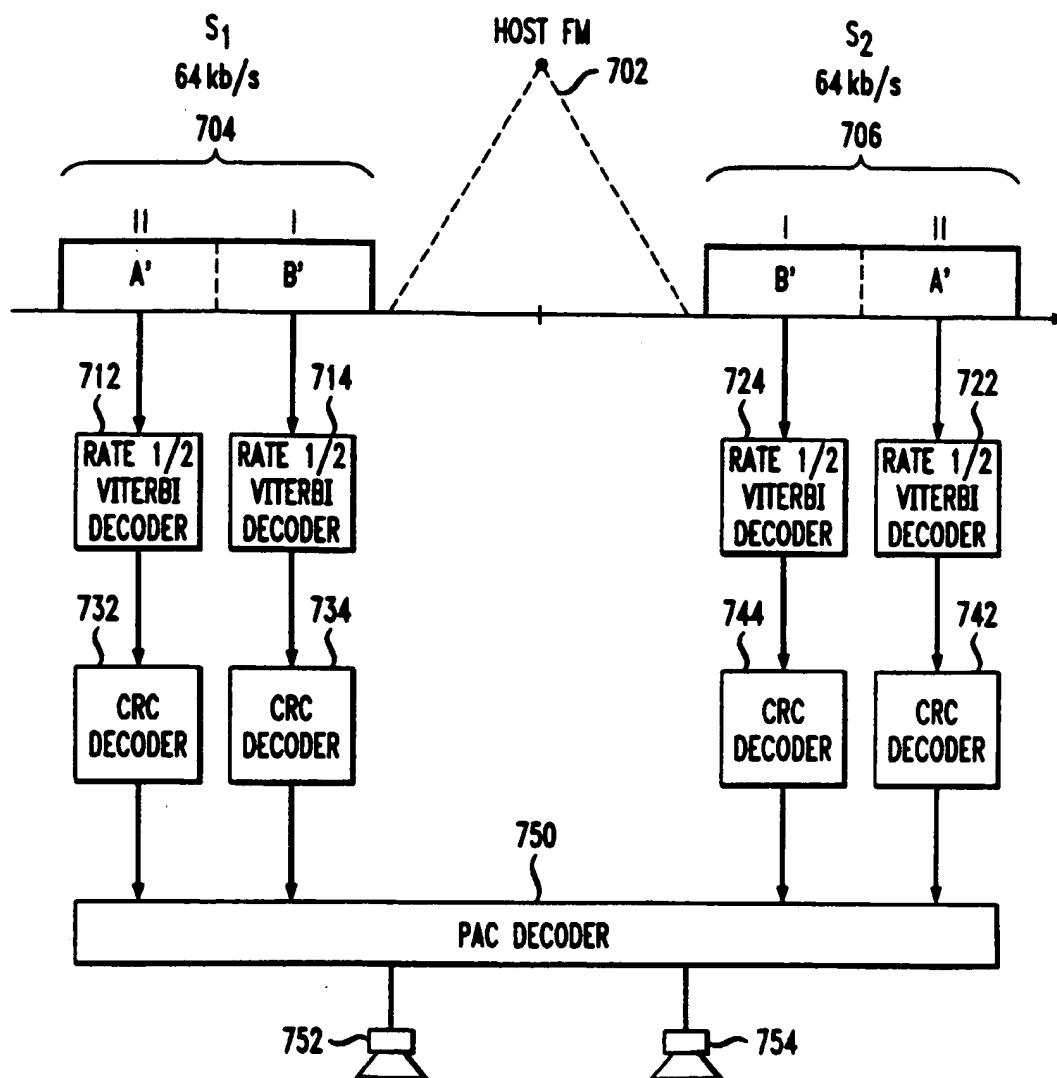 S1
64 kb/s
704
HOST FM
702
S2
64 kb/s
706
II
I
I
II
A'
B'
B'
A'
712
714
724
722
RATE 1/2
VITERBI
DECODER
RATE 1/2
VITERBI
DECODER
RATE 1/2
VITERBI
DECODER
RATE 1/2
VITERBI
DECODER
732
734
744
742
CRC
DECODER
CRC
DECODER
CRC
DECODER
CRC
DECODER
750
PAC DECODER
752
754